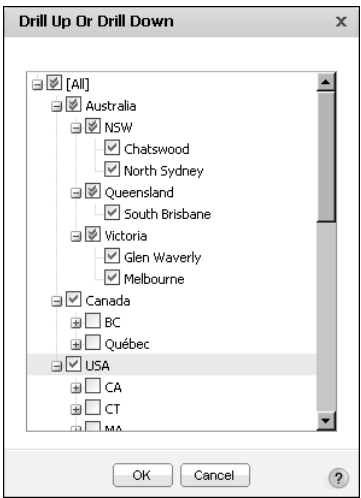 Drill Up Or Drill Down x
[All]
Australia
NSW
Chatswood
North Sydney
Queensland
South Brisbane
Victoria
Glen Waverly
Melbourne
Canada
BC
Québec
USA
CA
CT
MA
OK Cancel ?